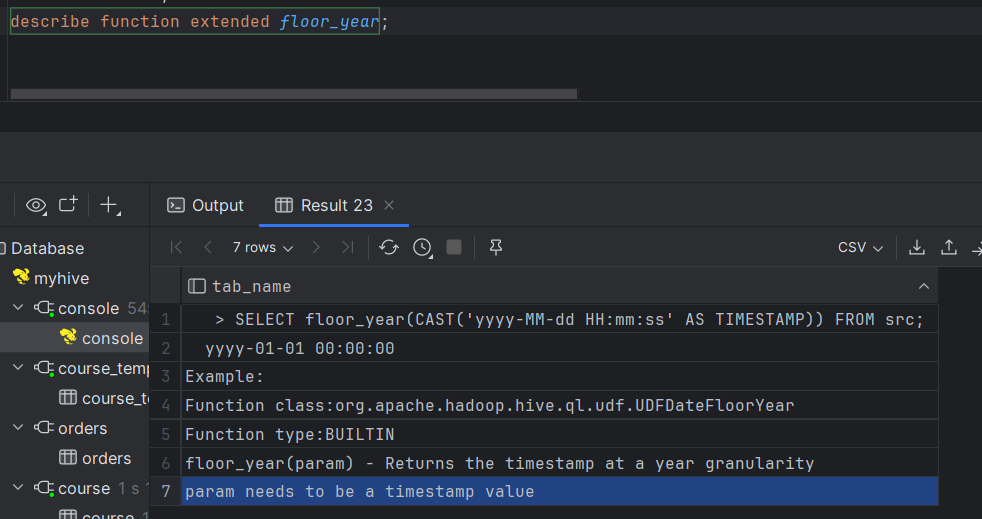 describe function extended floor_year;
Output
Result 23
Database
7 rows
CSV
myhive
tab_name
console 54
1 > SELECT floor_year(CAST('yyyy-MM-dd HH:mm:ss' AS TIMESTAMP)) FROM src;
console
2 yyyy-01-01 00:00:00
course_temp
3 Example:
course_t
4 Function class:org.apache.hadoop.hive.ql.udf.UDFDateFloorYear
orders
5 Function type:BUILTIN
orders
6 floor_year(param) - Returns the timestamp at a year granularity
course 1 s
7 param needs to be a timestamp value
course